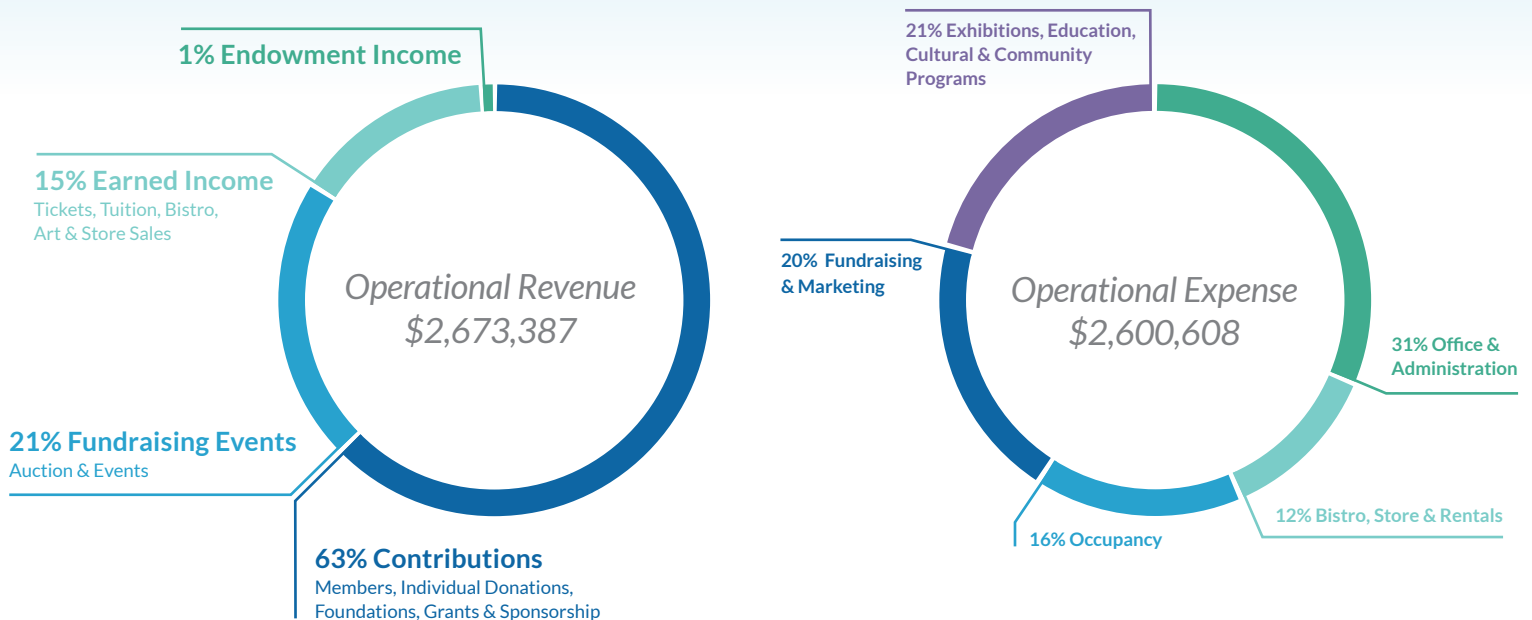 1% Endowment Income
15% Earned Income
Tickets, Tuition, Bistro,
Art & Store Sales
Operational Revenue
$2,673,387
21% Fundraising Events
Auction & Events
63% Contributions
Members, Individual Donations,
Foundations, Grants & Sponsorship
21% Exhibitions, Education,
Cultural & Community
Programs
20% Fundraising
& Marketing
Operational Expense
$2,600,608
31% Office &
Administration
12% Bistro, Store & Rentals
16% Occupancy